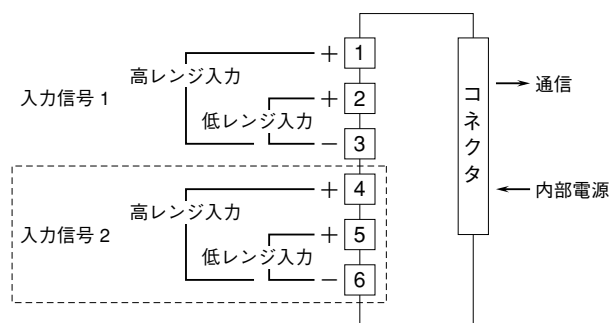 + 1
高レンジ入力
入力信号 1
+ 2
低レンジ入力
− 3
+ 4
高レンジ入力
入力信号 2
+ 5
低レンジ入力
− 6
コネクタ
通信
内部電源